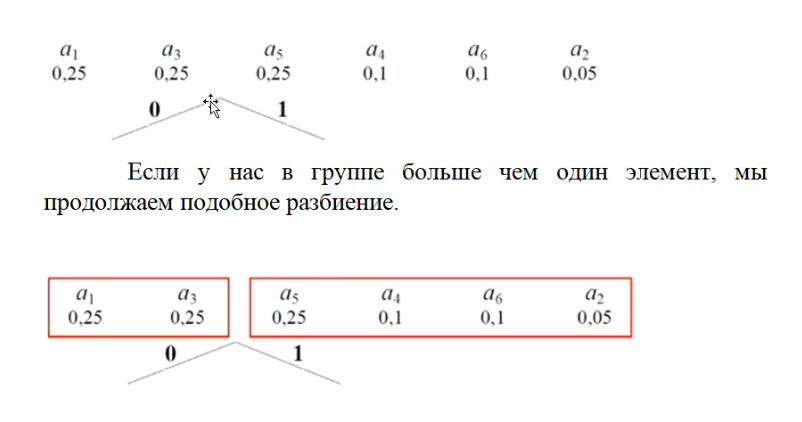 a₁ a₃ a₅ a₄ a₆ a₂
0,25 0,25 0,25 0,1 0,1 0,05
0 1
Если у нас в группе больше чем один элемент, мы
продолжаем подобное разбиение.
a₁ a₃ a₅ a₄ a₆ a₂
0,25 0,25 0,25 0,1 0,1 0,05
0 1